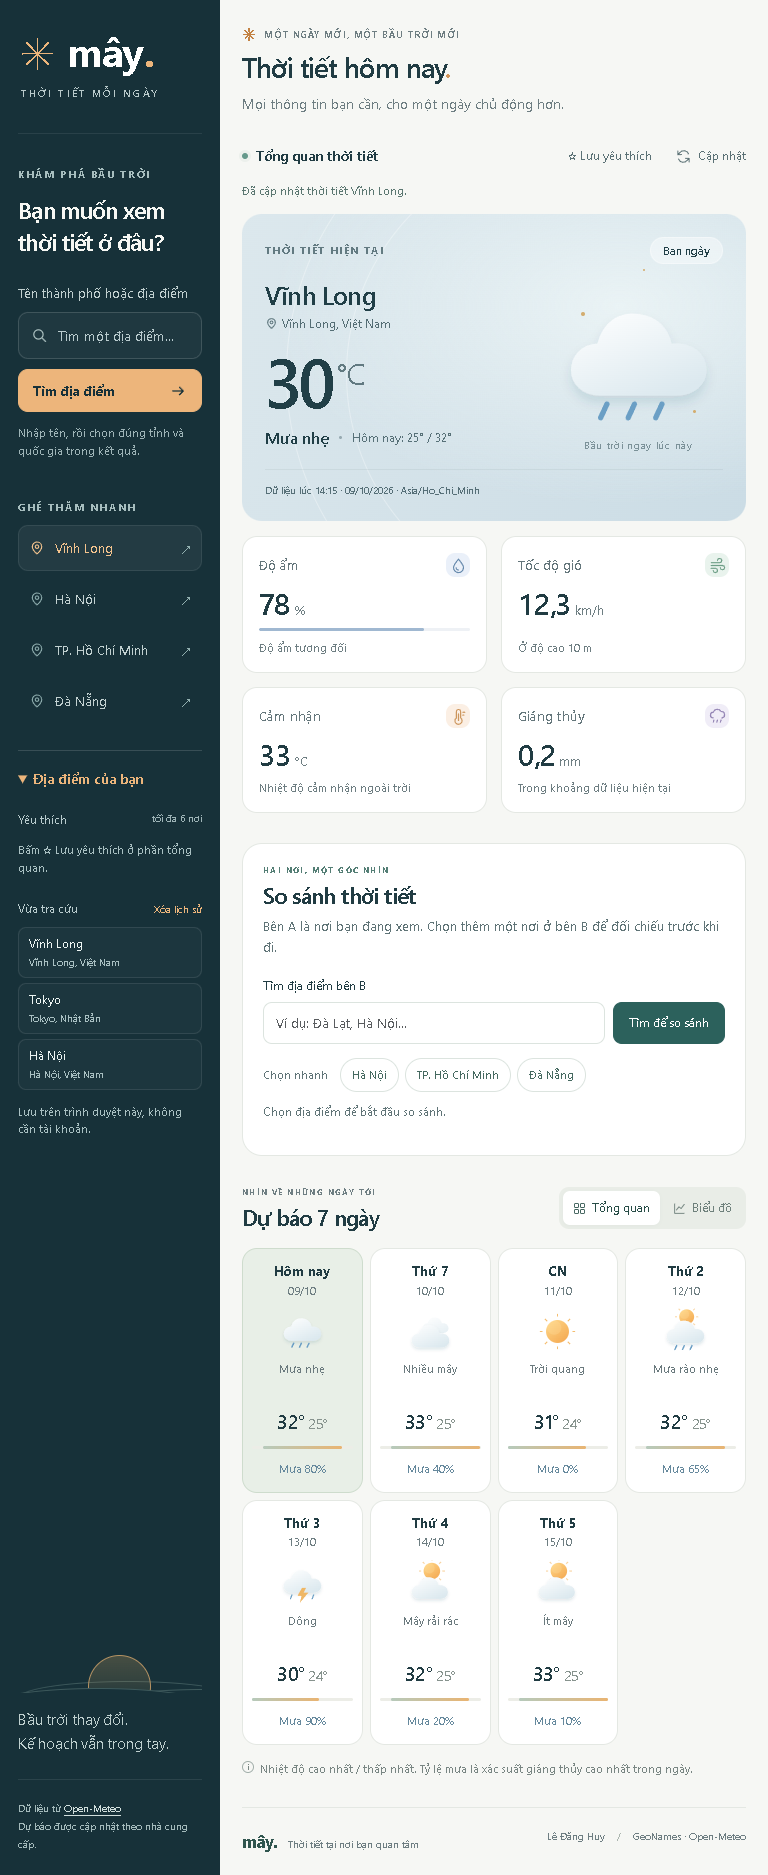 mây.
THỜI TIẾT MỖI NGÀY
KHÁM PHÁ BẦU TRỜI
Bạn muốn xem
thời tiết ở đâu?
Tên thành phố hoặc địa điểm
Tìm một địa điểm...
Tìm địa điểm →
Nhập tên, rồi chọn đúng tỉnh và
quốc gia trong kết quả.
GHÉ THĂM NHANH
Vĩnh Long ↗
Hà Nội ↗
TP. Hồ Chí Minh ↗
Đà Nẵng ↗
▼ Địa điểm của bạn
Yêu thích tối đa 6 nơi
Bấm ☆ Lưu yêu thích ở phần tổng
quan.
Vừa tra cứu Xóa lịch sử
Vĩnh Long
Vĩnh Long, Việt Nam
Tokyo
Tokyo, Nhật Bản
Hà Nội
Hà Nội, Việt Nam
Lưu trên trình duyệt này, không
cần tài khoản.
Bầu trời thay đổi.
Kế hoạch vẫn trong tay.
Dữ liệu từ Open-Meteo
Dự báo được cập nhật theo nhà cung
cấp.
MỘT NGÀY MỚI, MỘT BẦU TRỜI MỚI
Thời tiết hôm nay.
Mọi thông tin bạn cần, cho một ngày chủ động hơn.
Tổng quan thời tiết
☆ Lưu yêu thích
Cập nhật
Đã cập nhật thời tiết Vĩnh Long.
THỜI TIẾT HIỆN TẠI
Ban ngày
Vĩnh Long
Vĩnh Long, Việt Nam
30°C
Mưa nhẹ • Hôm nay: 25° / 32°
Bầu trời ngay lúc này
Dữ liệu lúc 14:15 · 09/10/2026 · Asia/Ho_Chi_Minh
Độ ẩm
78 %
Độ ẩm tương đối
Tốc độ gió
12,3 km/h
Ở độ cao 10 m
Cảm nhận
33 °C
Nhiệt độ cảm nhận ngoài trời
Giáng thủy
0,2 mm
Trong khoảng dữ liệu hiện tại
HAI NƠI, MỘT GÓC NHÌN
So sánh thời tiết
Bên A là nơi bạn đang xem. Chọn thêm một nơi ở bên B để đối chiếu trước khi
đi.
Tìm địa điểm bên B
Ví dụ: Đà Lạt, Hà Nội...
Tìm để so sánh
Chọn nhanh Hà Nội TP. Hồ Chí Minh Đà Nẵng
Chọn địa điểm để bắt đầu so sánh.
NHÌN VỀ NHỮNG NGÀY TỚI
Dự báo 7 ngày
Tổng quan
Biểu đồ
Hôm nay
09/10
Mưa nhẹ
32° 25°
Mưa 80%
Thứ 7
10/10
Nhiều mây
33° 25°
Mưa 40%
CN
11/10
Trời quang
31° 24°
Mưa 0%
Thứ 2
12/10
Mưa rào nhẹ
32° 25°
Mưa 65%
Thứ 3
13/10
Dông
30° 24°
Mưa 90%
Thứ 4
14/10
Mây rải rác
32° 25°
Mưa 20%
Thứ 5
15/10
Ít mây
33° 25°
Mưa 10%
Nhiệt độ cao nhất / thấp nhất. Tỷ lệ mưa là xác suất giáng thủy cao nhất trong ngày.
mây. Thời tiết tại nơi bạn quan tâm
Lê Đăng Huy / GeoNames · Open-Meteo